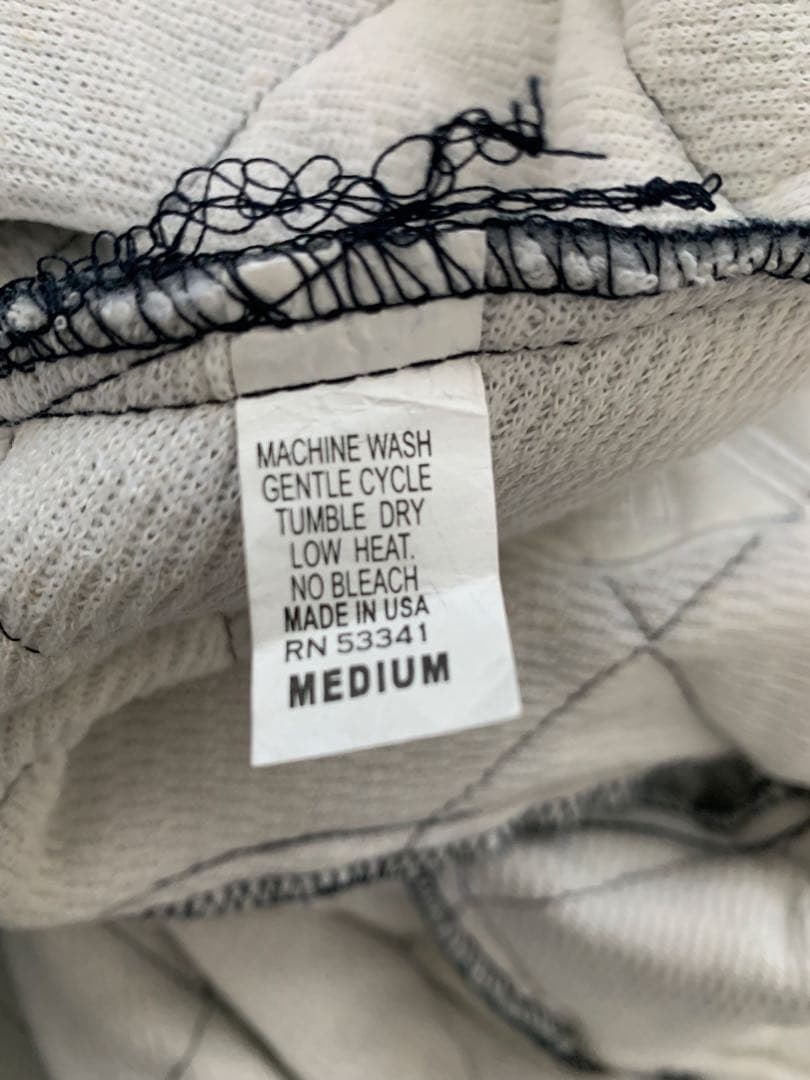 MACHINE WASH
GENTLE CYCLE
TUMBLE DRY
LOW HEAT.
NO BLEACH
MADE IN USA
RN 53341
MEDIUM